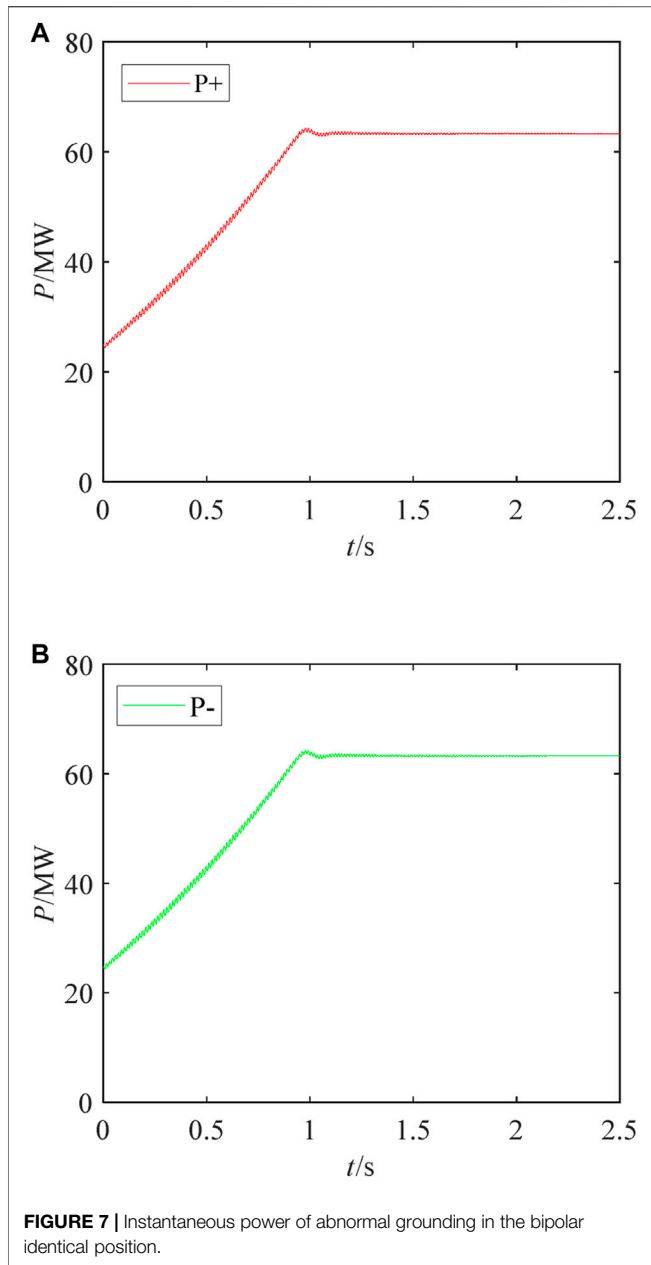 A
80
P+
60
40
20
0
P/MW
0 0.5 1 1.5 2 2.5
t/s
B
80
P-
60
40
20
0
P/MW
0 0.5 1 1.5 2 2.5
t/s
FIGURE 7 | Instantaneous power of abnormal grounding in the bipolar
identical position.